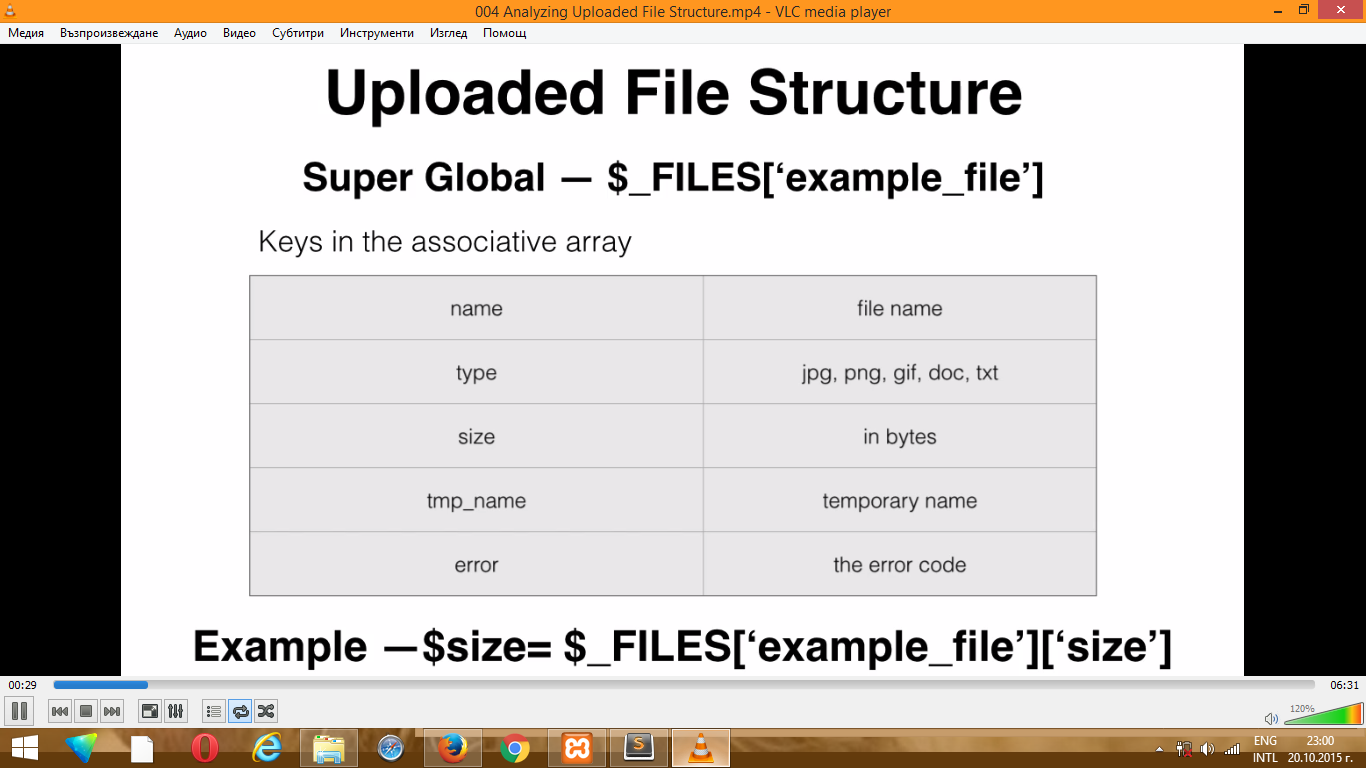 004 Analyzing Uploaded File Structure.mp4 - VLC media player
Медия Възпроизвеждане Аудио Видео Субтитри Инструменти Изглед Помощ
Uploaded File Structure
Super Global — $_FILES[‘example_file’]
Keys in the associative array
name file name
type jpg, png, gif, doc, txt
size in bytes
tmp_name temporary name
error the error code
Example —$size= $_FILES[‘example_file’][‘size’]
00:29 06:31
120%
ENG 23:00
INTL 20.10.2015 г.